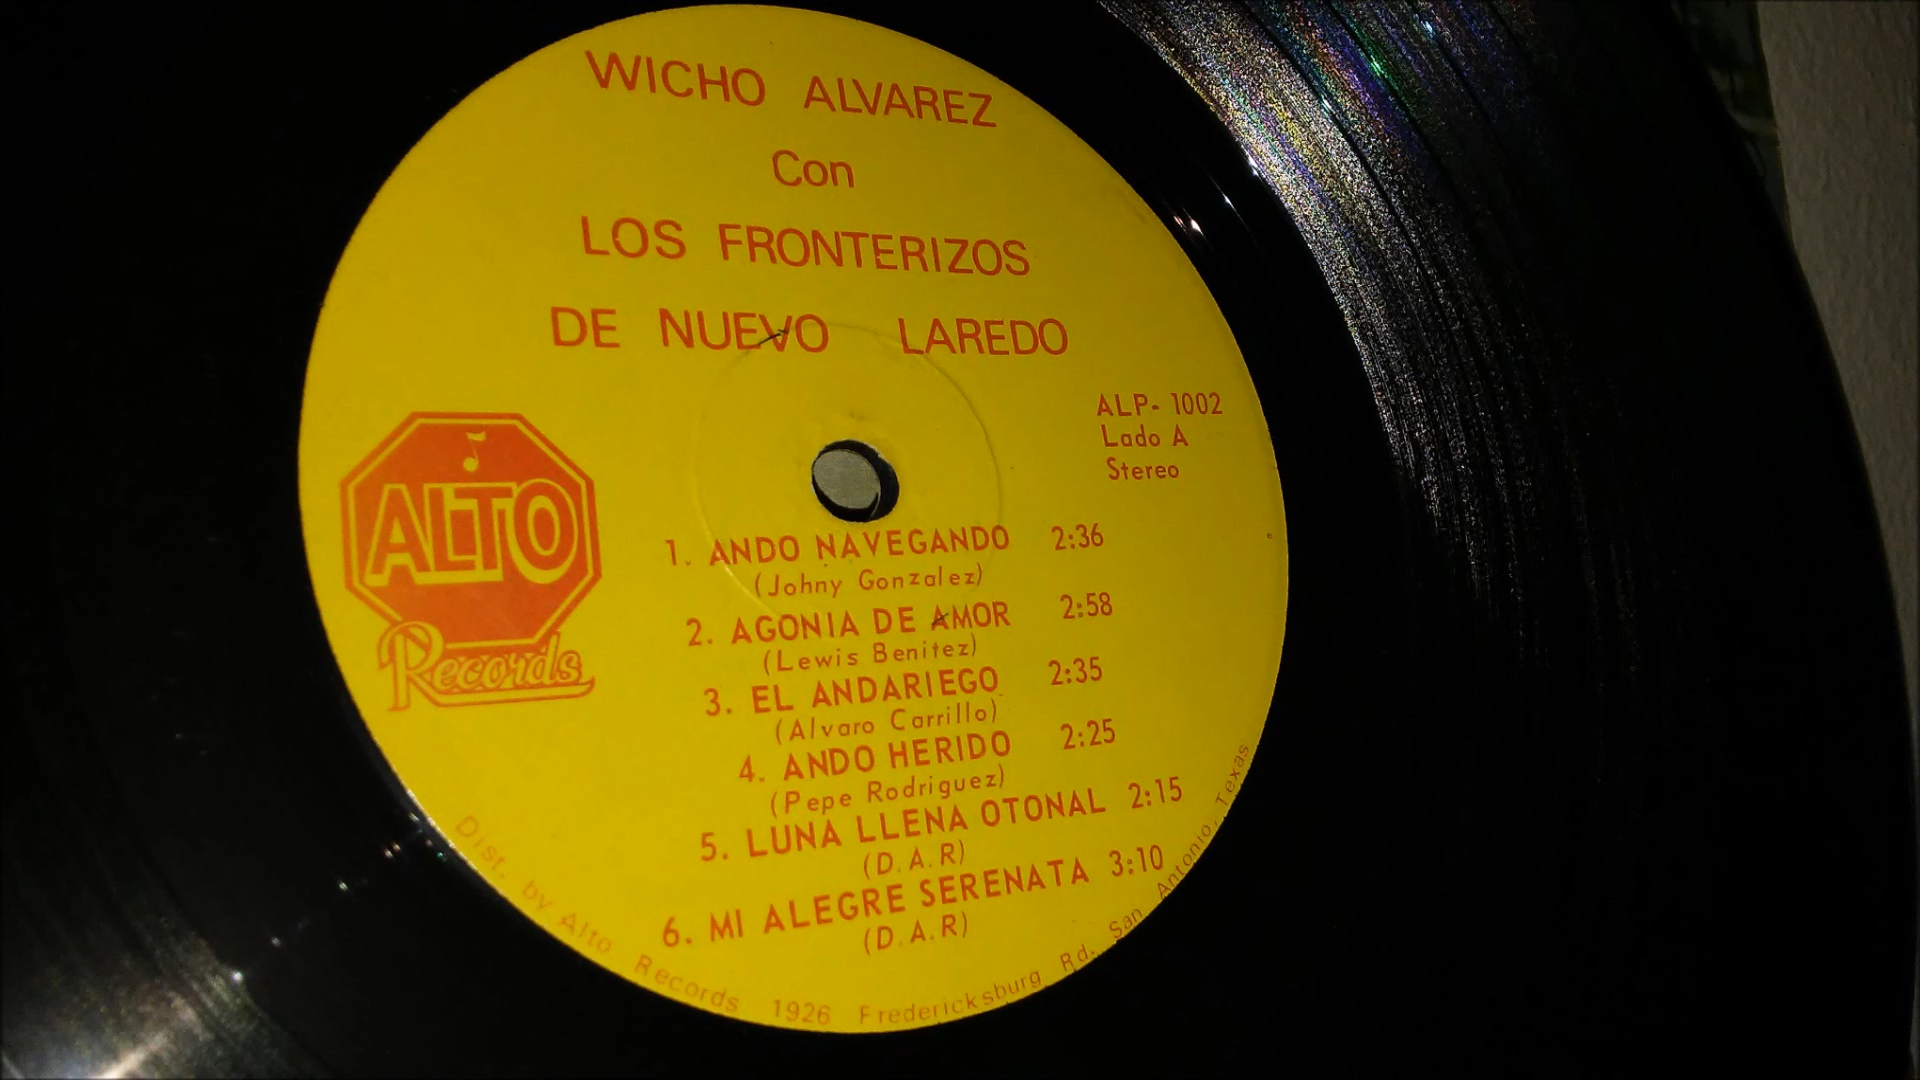 WICHO ALVAREZ
Con
LOS FRONTERIZOS
DE NUEVO LAREDO
ALP- 1002
Lado A
Stereo
ALTO
Records
1. ANDO NAVEGANDO 2:36
(Johny Gonzalez)
2. AGONIA DE AMOR 2:58
(Lewis Benitez)
3. EL ANDARIEGO 2:35
(Alvaro Carrillo)
4. ANDO HERIDO 2:25
(Pepe Rodriguez)
5. LUNA LLENA OTONAL 2:15
(D.A.R)
6. MI ALEGRE SERENATA 3:10
(D.A.R)
Dist. by Alto Records 1926 Fredericksburg Rd. San Antonio, Texas